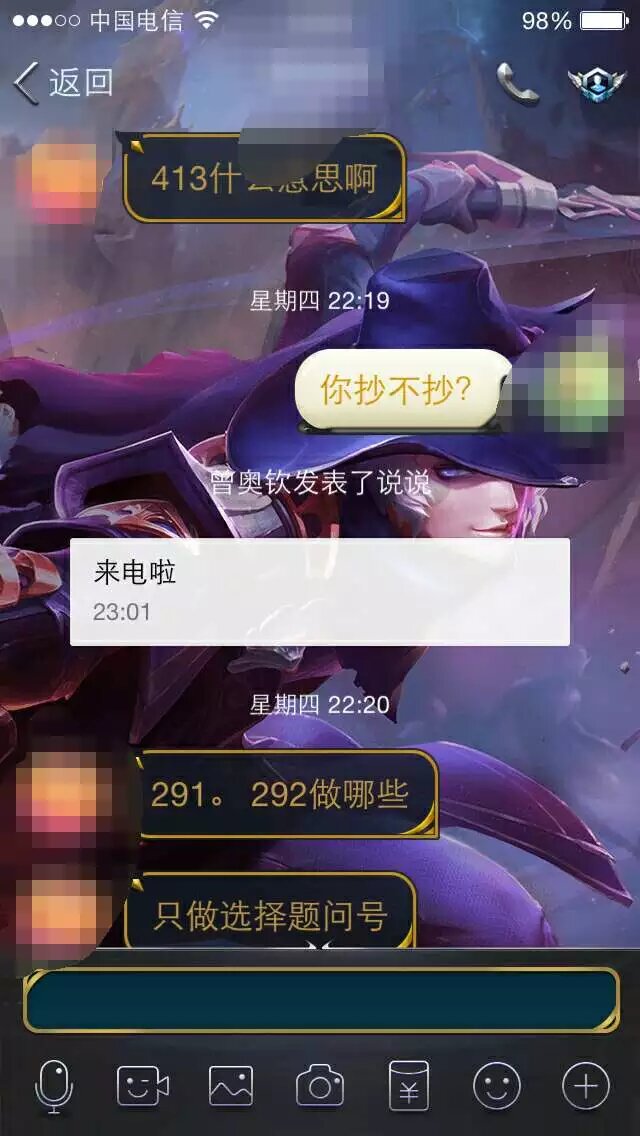 中国电信
98%
返回
413什么意思啊
星期四 22:19
你抄不抄?
曾奥钦发表了说说
来电啦
23:01
星期四 22:20
291。 292做哪些
只做选择题问号